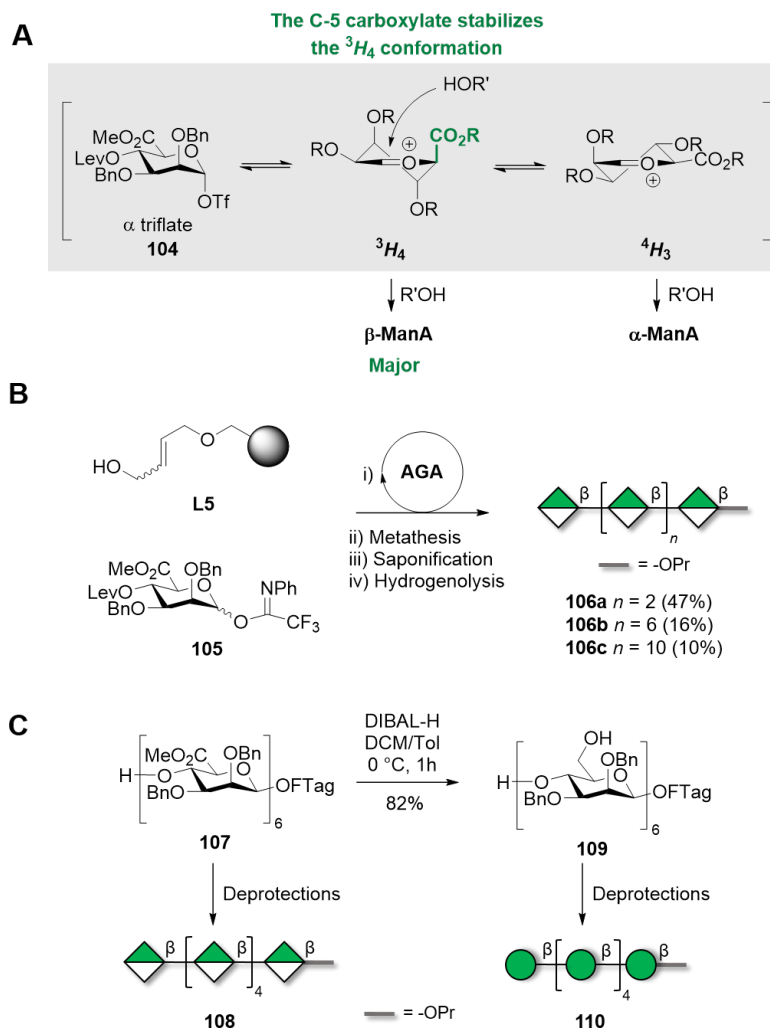 The C-5 carboxylate stabilizes
the ³H₄ conformation
A
HOR'
MeO₂C
OBn
LevO
BnO
O
OTf
α triflate
104
OR
RO
O
⊕
CO₂R
OR
³H₄
RO
RO
OR
O
⊕
CO₂R
⁴H₃
R'OH
R'OH
β-ManA
α-ManA
Major
B
HO
O
L5
i)
AGA
ii) Metathesis
iii) Saponification
iv) Hydrogenolysis
MeO₂C
OBn
LevO
BnO
O
O
NPh
CF₃
105
β
β
β
n
= -OPr
106a n = 2 (47%)
106b n = 6 (16%)
106c n = 10 (10%)
C
H
O
MeO₂C
OBn
BnO
O
OFTag
6
107
DIBAL-H
DCM/Tol
0 °C, 1h
82%
H
O
OH
OBn
BnO
O
OFTag
6
109
Deprotections
Deprotections
β
β
β
4
108
= -OPr
β
β
β
4
110